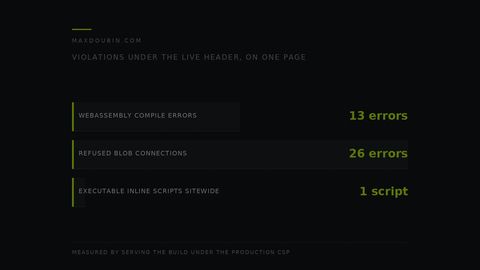 MAXDOURIN.COM
VIOLATIONS UNDER THE LIVE HEADER, ON ONE PAGE
WEBASSEMBLY COMPILE ERRORS 13 errors
REFUSED BLOB CONNECTIONS 26 errors
EXECUTABLE INLINE SCRIPTS SITEWIDE 1 script
MEASURED BY SERVING THE BUILD UNDER THE PRODUCTION CSP